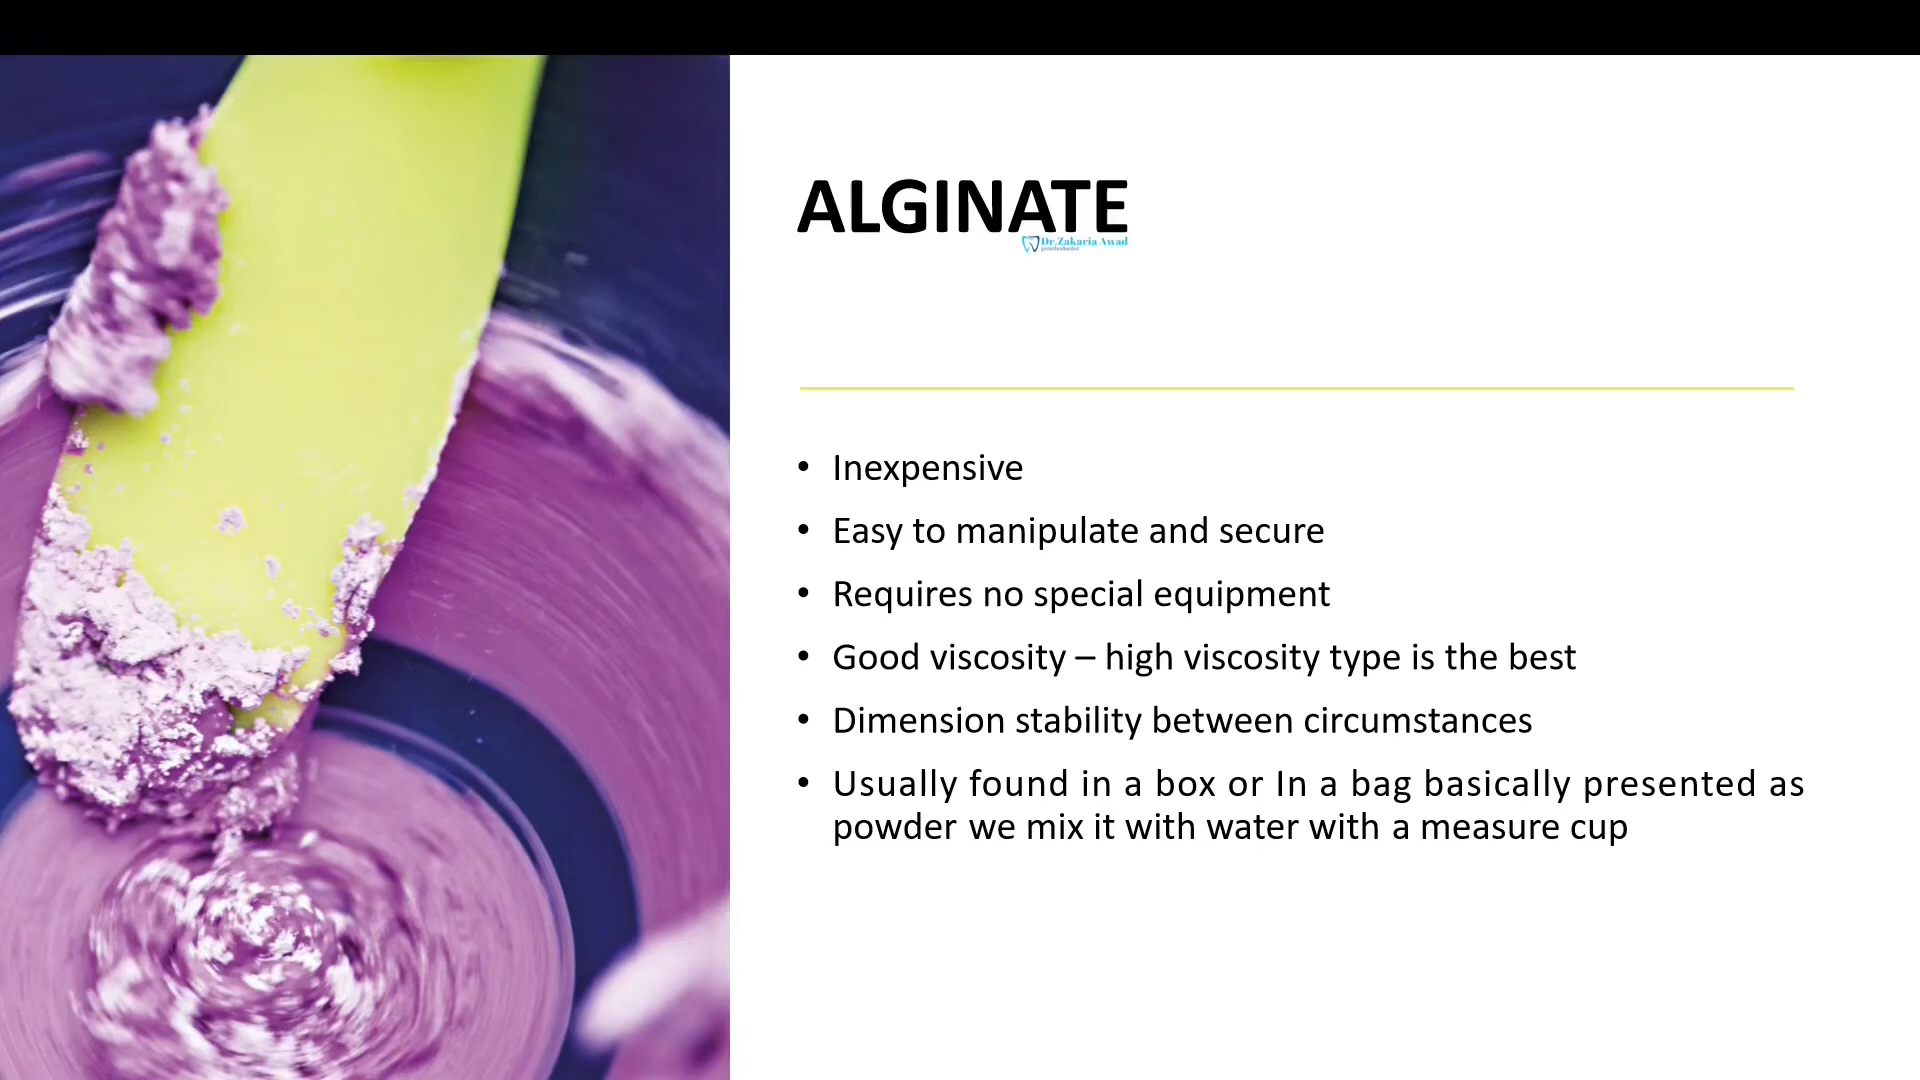 ALGINATE
Dr.Zakaria Awad
prosthodontist
• Inexpensive
• Easy to manipulate and secure
• Requires no special equipment
• Good viscosity – high viscosity type is the best
• Dimension stability between circumstances
• Usually found in a box or In a bag basically presented as
powder we mix it with water with a measure cup